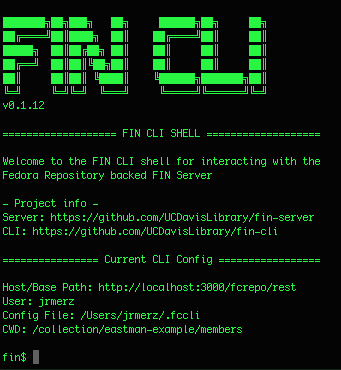 FIN CLI
v0.1.12
=================== FIN CLI SHELL ===================
Welcome to the FIN CLI shell for interacting with the
Fedora Repository backed FIN Server
- Project info -
Server: https://github.com/UCDavisLibrary/fin-server
CLI: https://github.com/UCDavisLibrary/fin-cli
================ Current CLI Config =================
Host/Base Path: http://localhost:3000/fcrepo/rest
User: jrmerz
Config File: /Users/jrmerz/.fccli
CWD: /collection/eastman-example/members
fin$